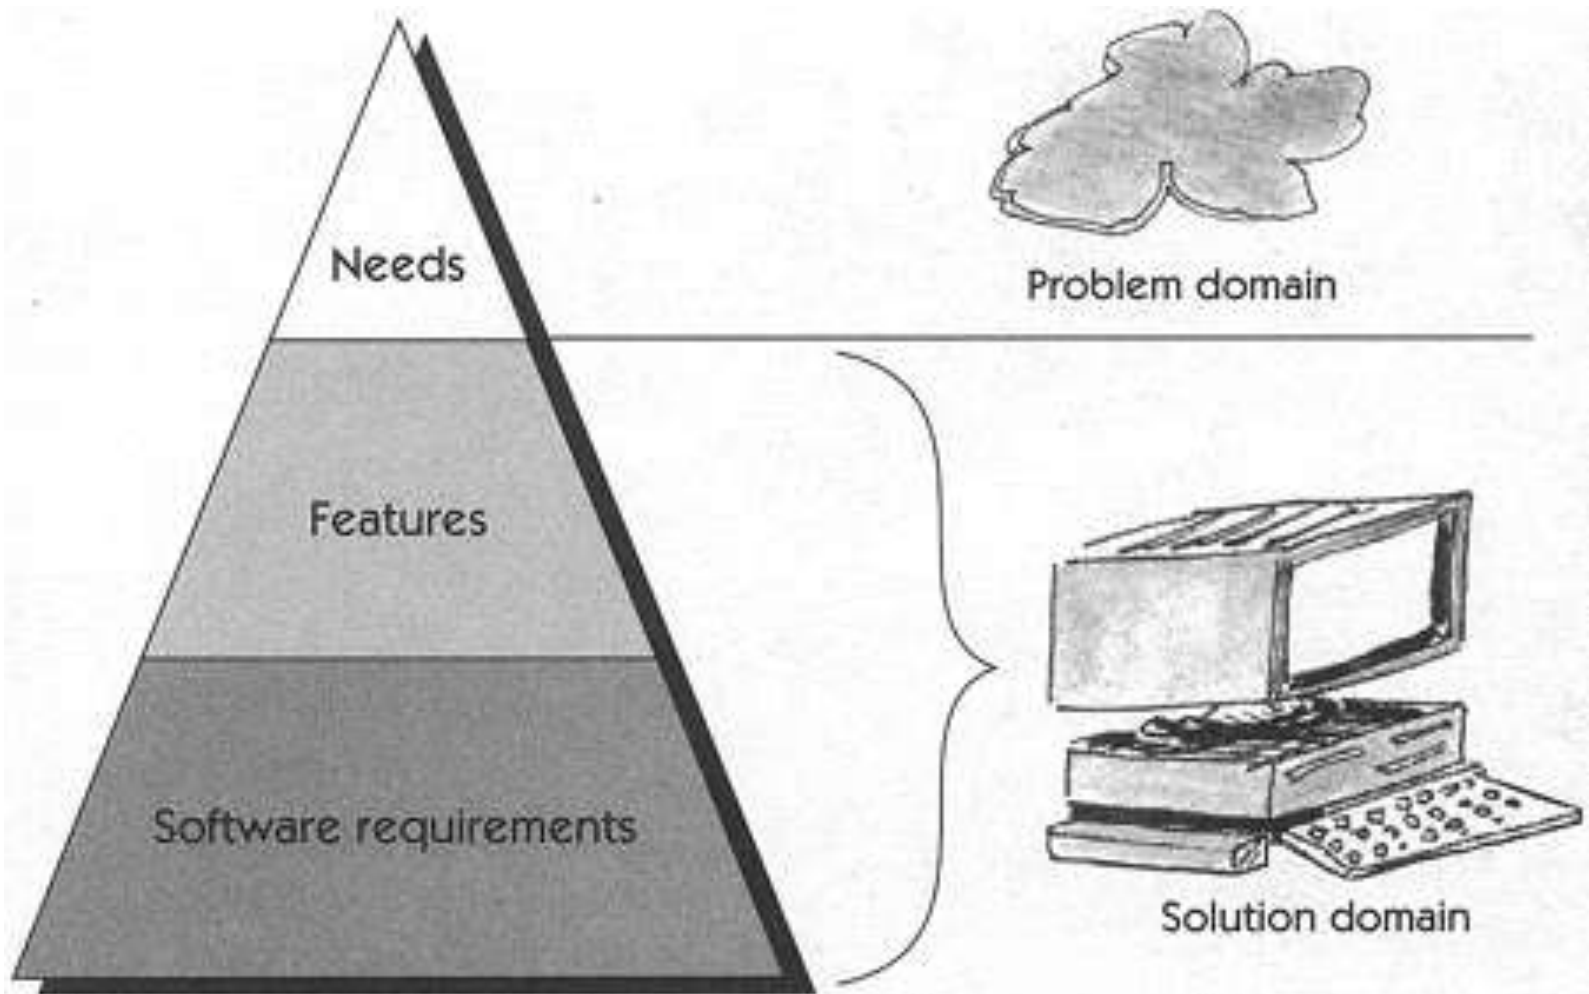 Needs
Problem domain
Features
Software requirements
Solution domain